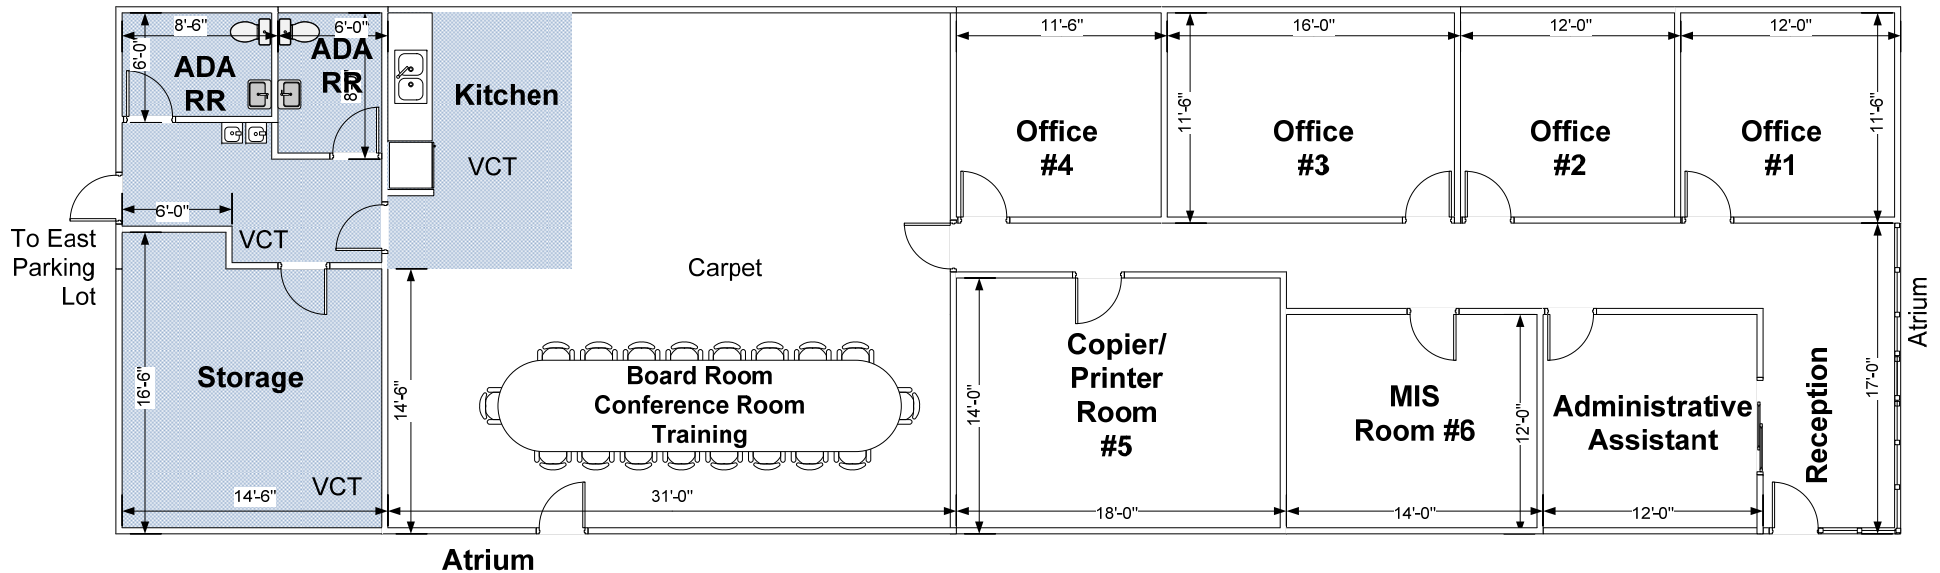 8'-6"
6'-0"
11'-6"
16'-0"
12'-0"
12'-0"
6'-0"
ADA
RR
ADA
RR
Kitchen
VCT
11'-6"
11'-6"
Office
#4
Office
#3
Office
#2
Office
#1
6'-0"
VCT
To East
Parking
Lot
Carpet
Atrium
Storage
16'-6"
14'-6"
Board Room
Conference Room
Training
14'-0"
Copier/
Printer
Room
#5
MIS
Room #6
12'-0"
Administrative
Assistant
Reception
17'-0"
VCT
14'-6"
31'-0"
18'-0"
14'-0"
12'-0"
Atrium